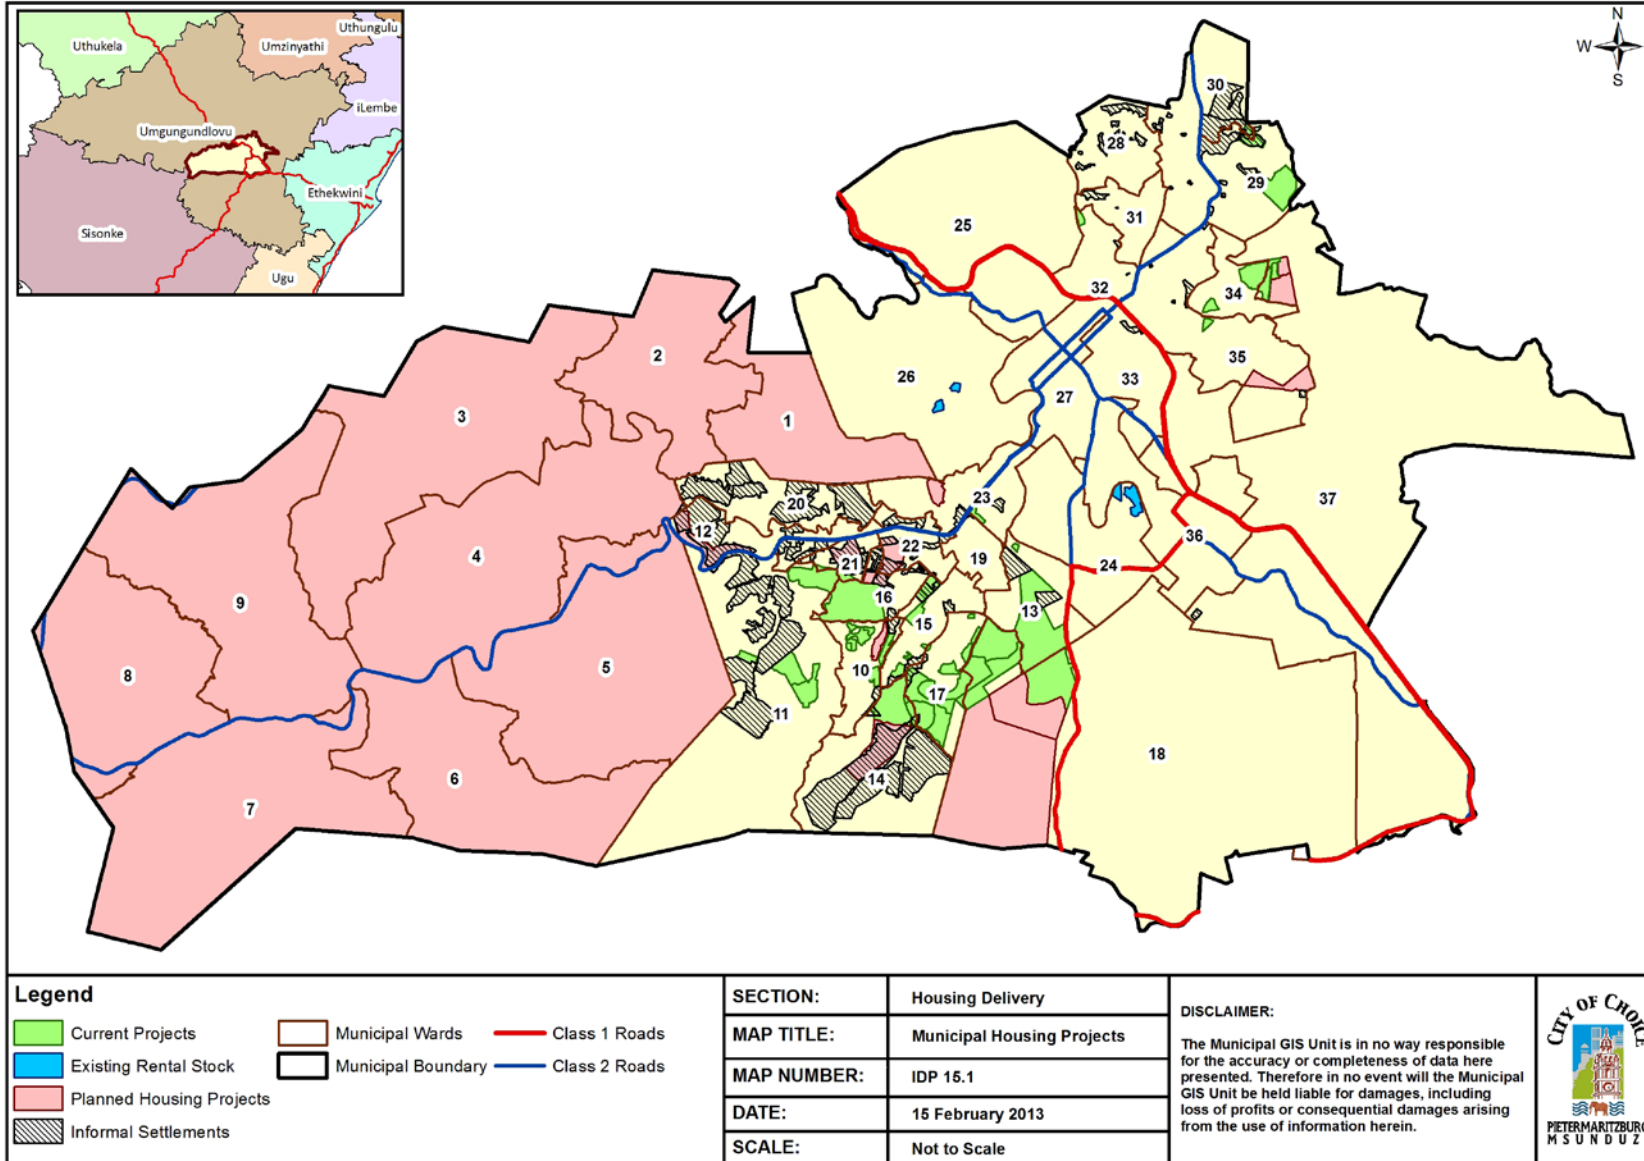 Uthungulu
Uthukela
Umzinyathi
iLembe
Umgungundlovu
Ethekwini
Sisonke
Ugu
N
W
S
30
28
29
31
25
32
34
35
2
26
33
27
3
1
37
23
20
12
36
22
4
19
21
24
16
9
13
15
5
10
8
17
11
18
6
14
7
Legend
Current Projects
Existing Rental Stock
Planned Housing Projects
Informal Settlements
Municipal Wards
Municipal Boundary
Class 1 Roads
Class 2 Roads
SECTION: Housing Delivery
MAP TITLE: Municipal Housing Projects
MAP NUMBER: IDP 15.1
DATE: 15 February 2013
SCALE: Not to Scale
DISCLAIMER:
The Municipal GIS Unit is in no way responsible
for the accuracy or completeness of data here
presented. Therefore in no event will the Municipal
GIS Unit be held liable for damages, including
loss of profits or consequential damages arising
from the use of information herein.
CITY OF CHOICE
PIETERMARITZBURG
MSUNDUZ